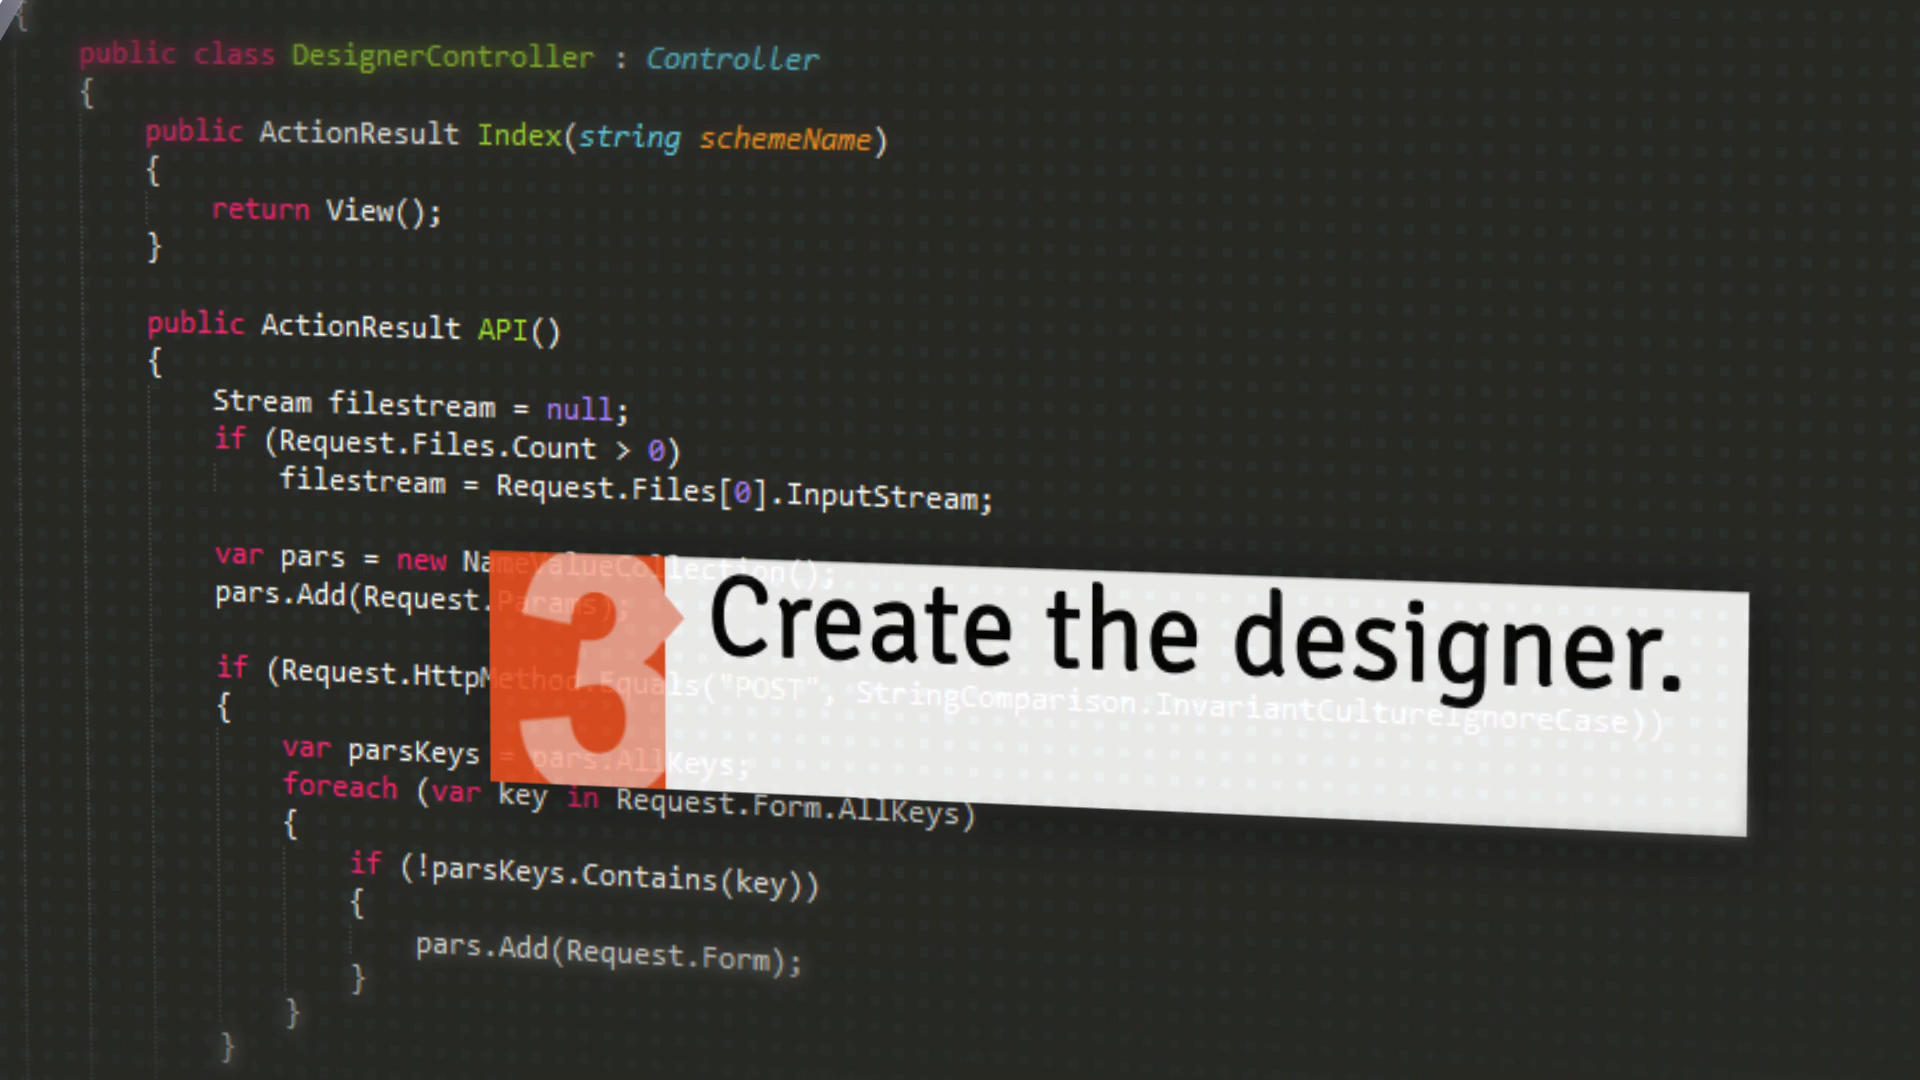 {
public class DesignerController : Controller
{
public ActionResult Index(string schemeName)
{
return View();
}
public ActionResult API()
{
Stream filestream = null;
if (Request.Files.Count > 0)
filestream = Request.Files[0].InputStream;
var pars = new NameValueCollection();
pars.Add(Request.Params);
3 Create the designer.
if (Request.HttpMethod.Equals("POST", StringComparison.InvariantCultureIgnoreCase))
{
var parsKeys = pars.AllKeys;
foreach (var key in Request.Form.AllKeys)
{
if (!parsKeys.Contains(key))
{
pars.Add(Request.Form);
}
}
}